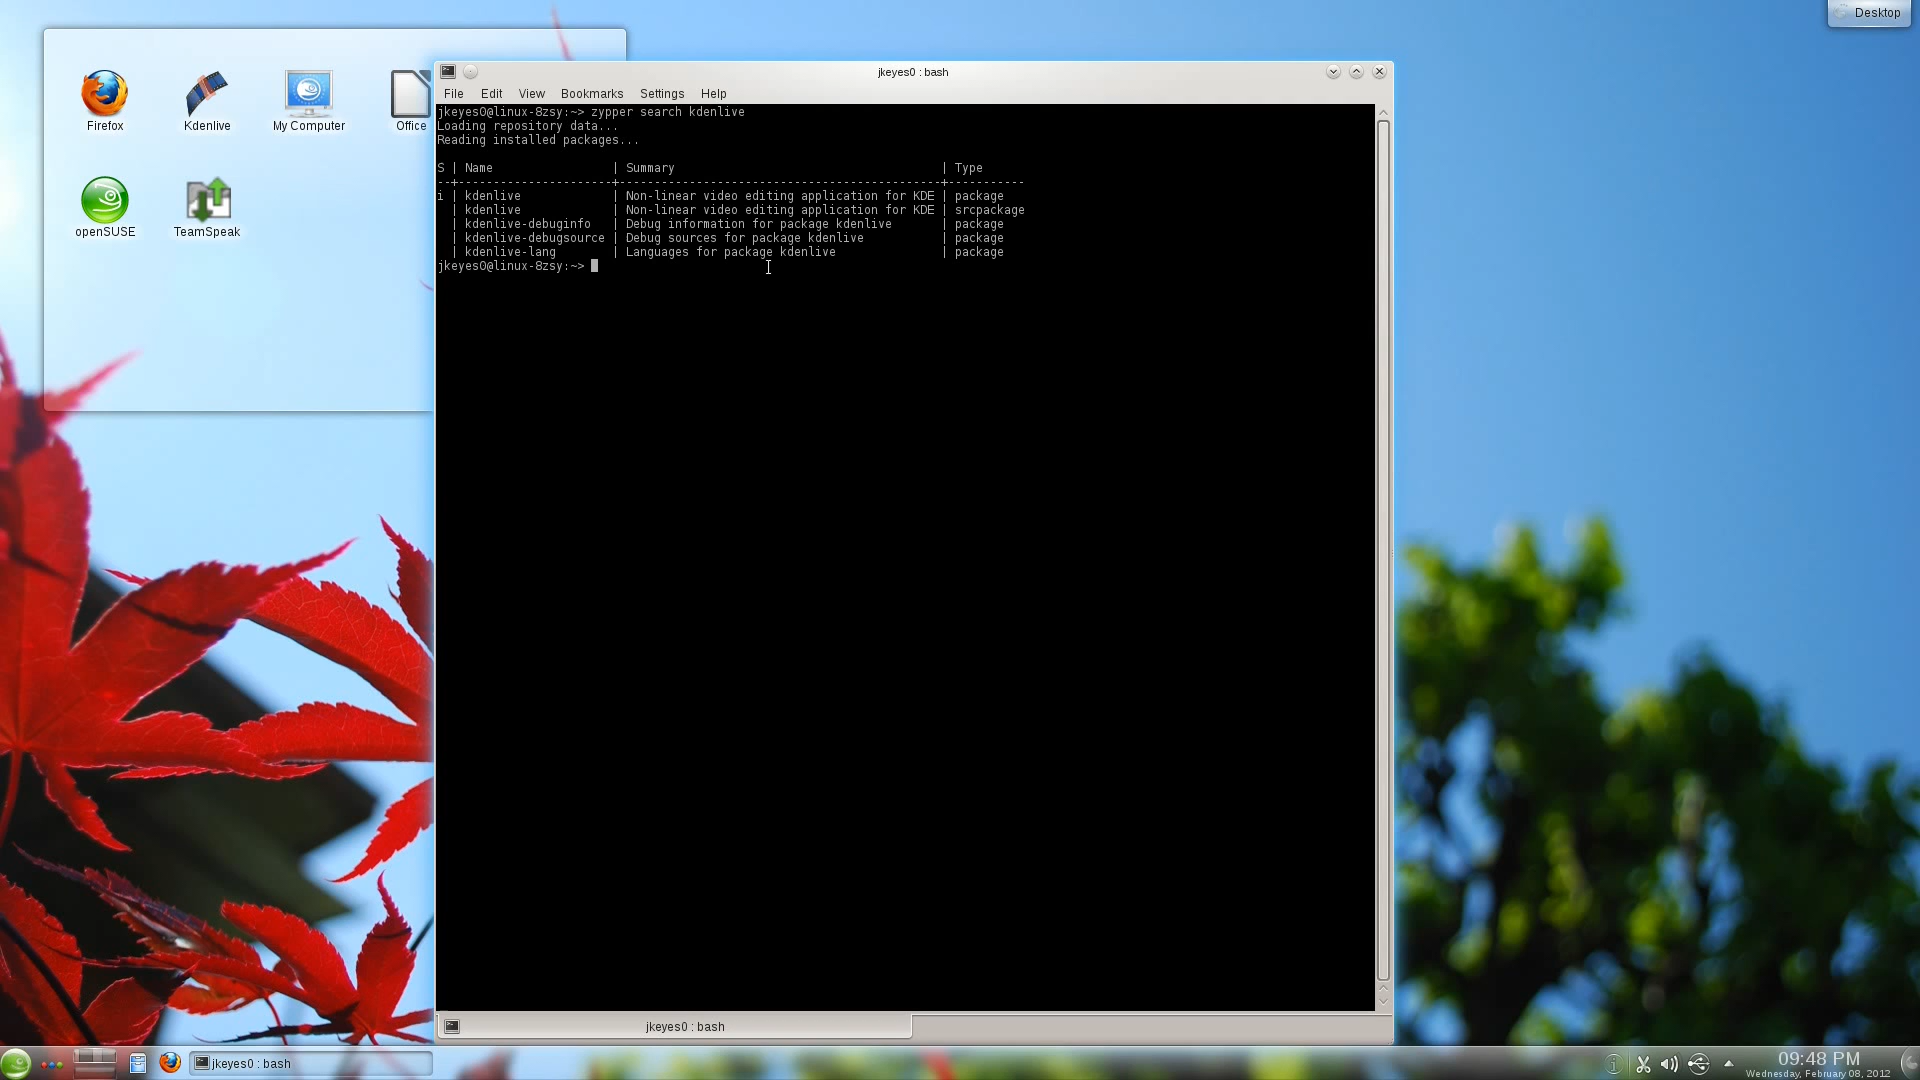 Desktop
Firefox
Kdenlive
My Computer
Office
openSUSE
TeamSpeak
jkeyes0 : bash
File Edit View Bookmarks Settings Help
jkeyes0@linux-8zsy:~> zypper search kdenlive
Loading repository data...
Reading installed packages...
S | Name                 | Summary                                      | Type
--+----------------------+----------------------------------------------+-----------
i | kdenlive             | Non-linear video editing application for KDE | package
  | kdenlive             | Non-linear video editing application for KDE | srcpackage
  | kdenlive-debuginfo   | Debug information for package kdenlive       | package
  | kdenlive-debugsource | Debug sources for package kdenlive           | package
  | kdenlive-lang        | Languages for package kdenlive               | package
jkeyes0@linux-8zsy:~>
jkeyes0 : bash
jkeyes0 : bash
09:48 PM
Wednesday, February 08, 2012